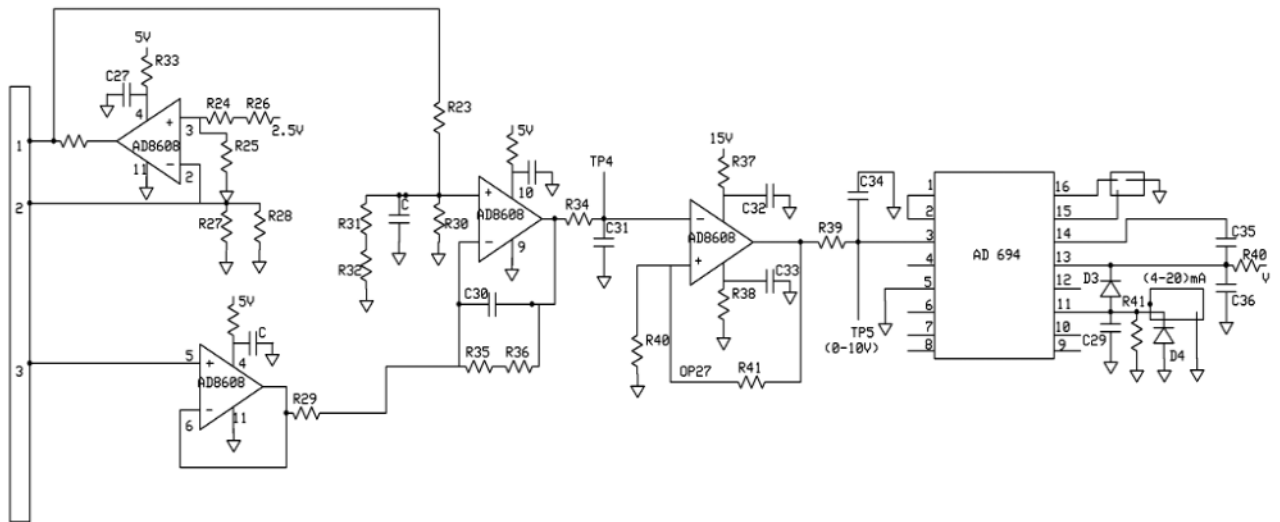 5V
R33
C27
4
R24
R26
3
2.5V
+
AD8608
R25
−
11
2
1
2
R27
R28
R23
5V
10
C
R31
R30
R32
+
AD8608
−
9
R34
TP4
C31
C30
R35
R36
15V
R37
C32
−
AD8608
+
C33
R38
R40
OP27
R41
C34
R39
TP5
(0-10V)
1
2
3
4
5
6
7
8
AD 694
16
15
14
13
12
11
10
9
C35
R40
V
C36
D3
(4-20)mA
R41
C29
D4
5V
C
3
5
+
4
AD8608
−
6
11
R29